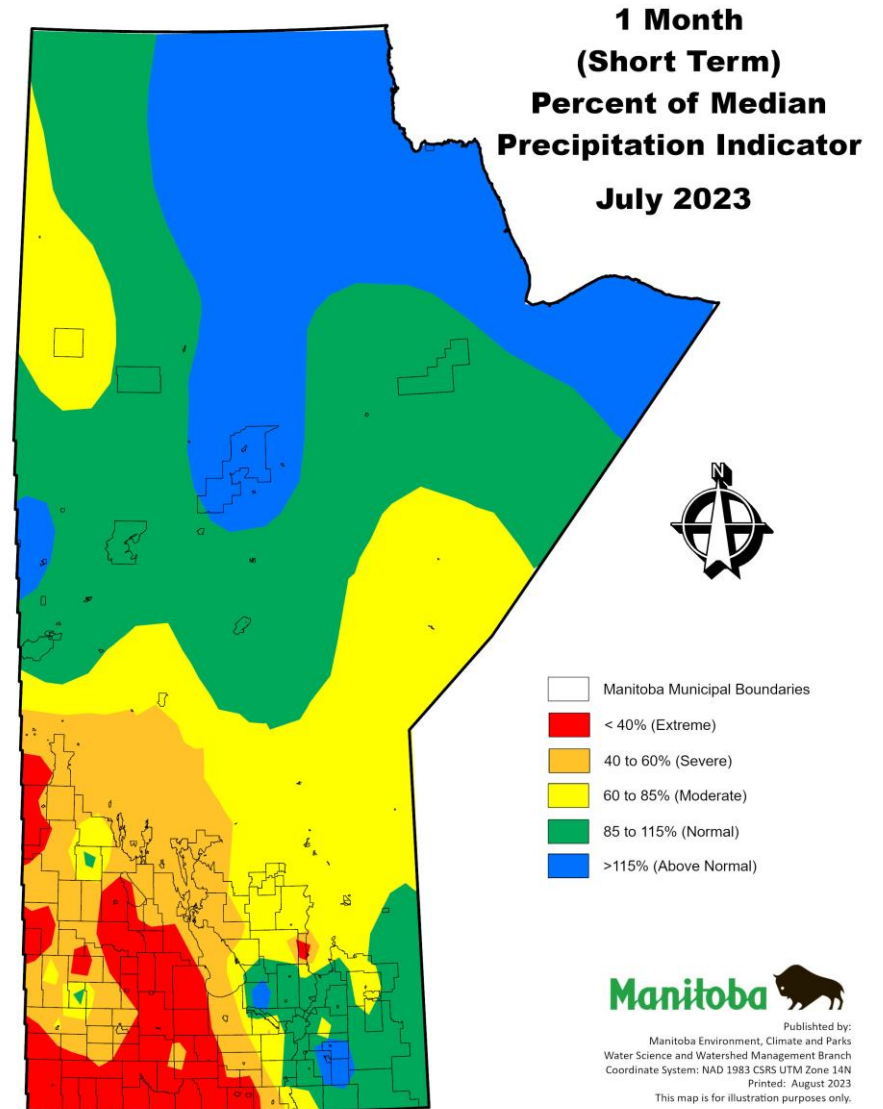 1 Month
(Short Term)
Percent of Median
Precipitation Indicator
July 2023
N
Manitoba Municipal Boundaries
< 40% (Extreme)
40 to 60% (Severe)
60 to 85% (Moderate)
85 to 115% (Normal)
>115% (Above Normal)
Manitoba
Published by:
Manitoba Environment, Climate and Parks
Water Science and Watershed Management Branch
Coordinate System: NAD 1983 CSRS UTM Zone 14N
Printed: August 2023
This map is for illustration purposes only.